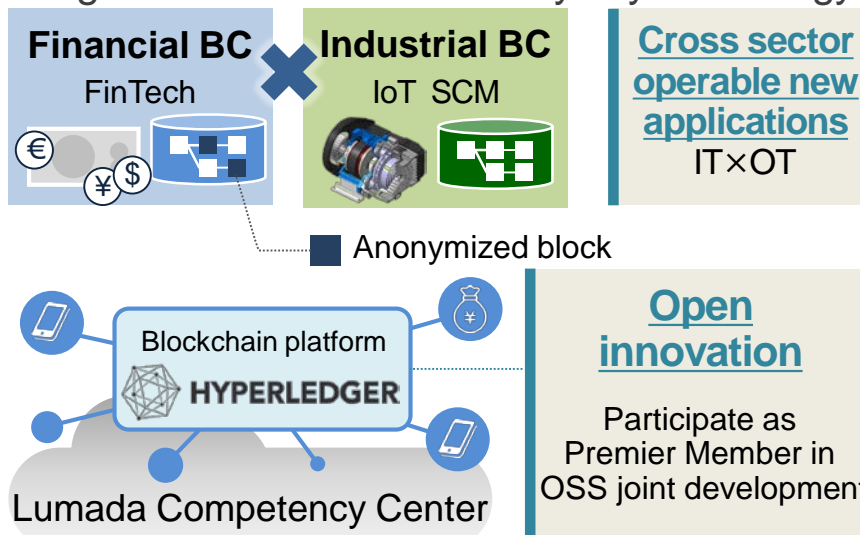 Financial BC
FinTech
€
¥
$
Industrial BC
IoT SCM
Cross sector
operable new
applications
IT×OT
Anonymized block
¥
Blockchain platform
HYPERLEDGER
Lumada Competency Center
Open
innovation
Participate as
Premier Member in
OSS joint development